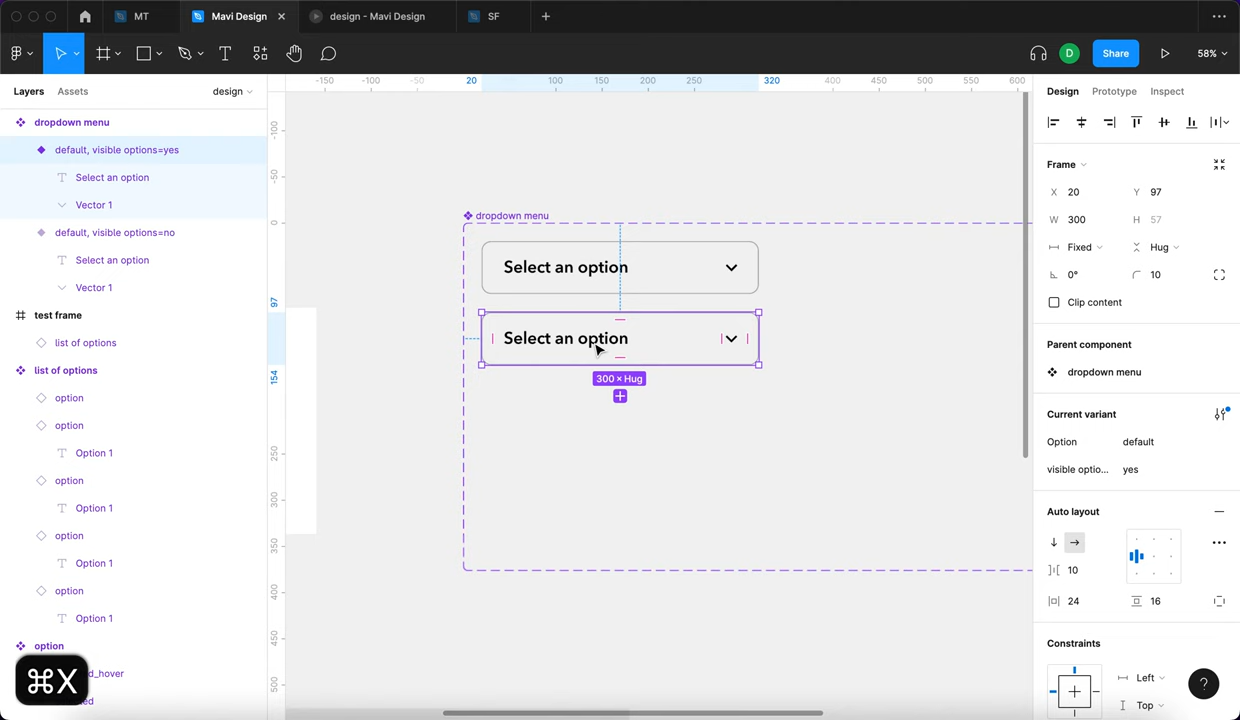 MT
Mavi Design
design - Mavi Design
SF
D
Share
58%
Layers
Assets
design
-150
-100
-50
20
100
150
200
250
320
400
450
500
550
600
Design
Prototype
Inspect
dropdown menu
default, visible options=yes
Select an option
Vector 1
default, visible options=no
Select an option
Vector 1
test frame
list of options
list of options
option
option
Option 1
option
Option 1
option
Option 1
option
Option 1
option
d_hover
⌘X
-100
-50
0
97
154
250
300
350
400
450
500
dropdown menu
Select an option
Select an option
300 × Hug
Frame
X 20 Y 97
W 300 H 57
Fixed Hug
0° 10
Clip content
Parent component
dropdown menu
Current variant
Option default
visible optio... yes
Auto layout
10
24 16
Constraints
Left
Top
?